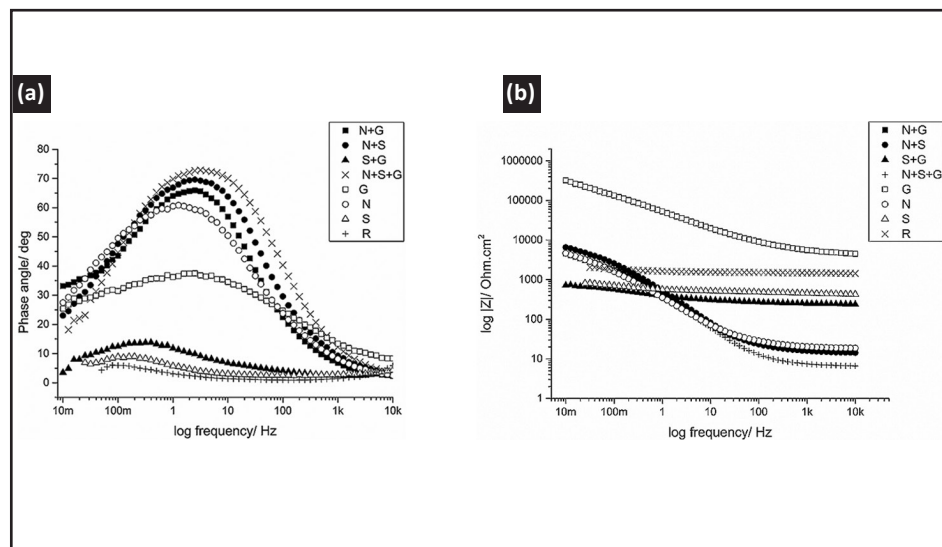 (a)
N+G
N+S
S+G
N+S+G
G
N
S
R
80
70
60
50
40
30
20
10
0
Phase angle/ deg
10m 100m 1 10 100 1k 10k
log frequency/ Hz
(b)
N+G
N+S
S+G
N+S+G
G
N
S
R
1000000
100000
10000
1000
100
10
1
log |Z|/ Ohm.cm²
10m 100m 1 10 100 1k 10k
log frequency/ Hz